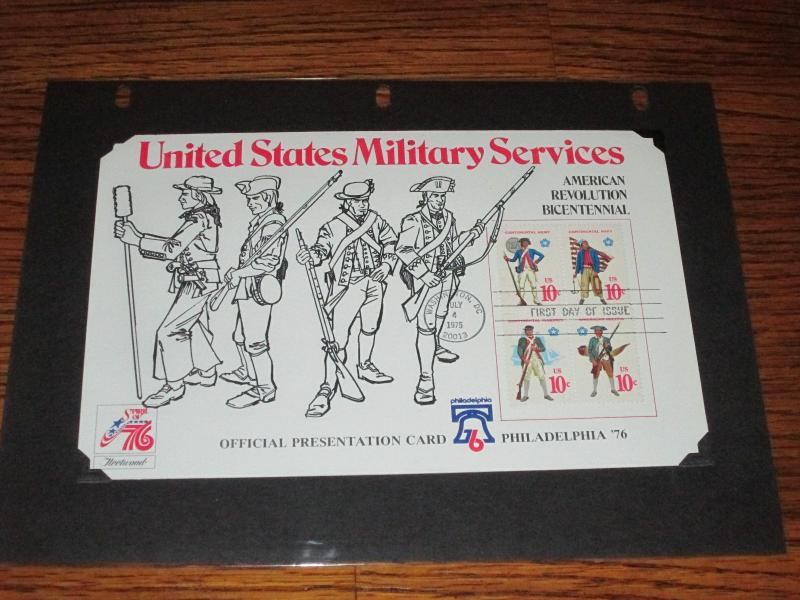 United States Military Services
AMERICAN
REVOLUTION
BICENTENNIAL
CONTINENTAL ARMY
CONTINENTAL NAVY
US
10c
US
10c
WASHINGTON, DC
JULY
4
1975
20013
FIRST DAY OF ISSUE
US
10c
US
10c
SPIRIT OF
'76
Fleetwood
OFFICIAL PRESENTATION CARD
philadelphia
76
PHILADELPHIA '76